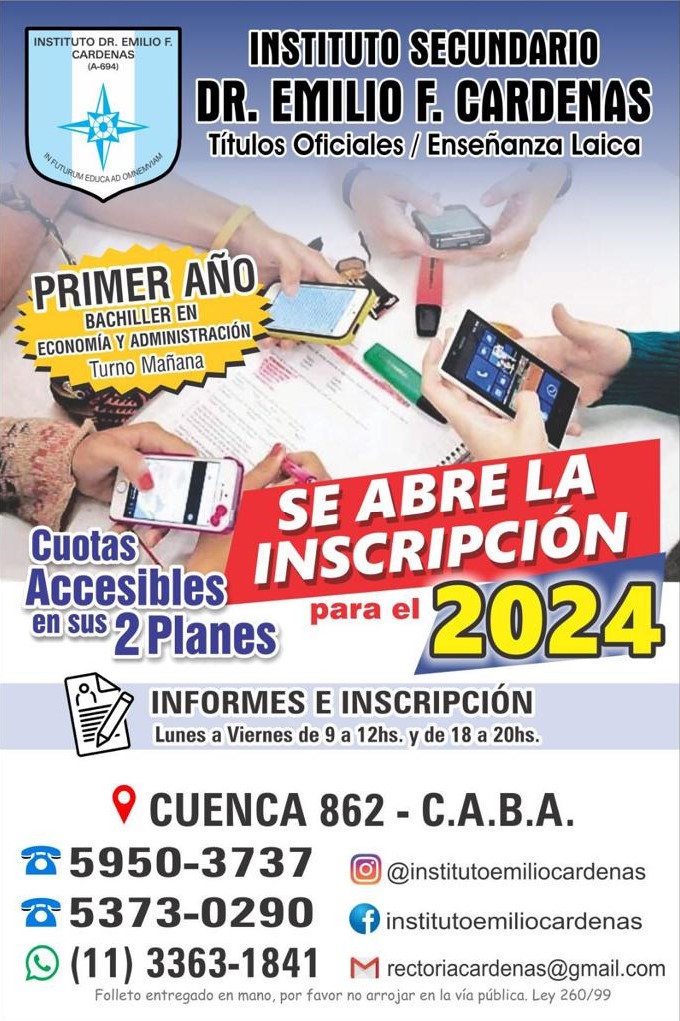 INSTITUTO DR. EMILIO F.
CARDENAS
(A-694)
IN FUTURUM EDUCA AD OMNEMVIAM
INSTITUTO SECUNDARIO
DR. EMILIO F. CARDENAS
Títulos Oficiales / Enseñanza Laica
PRIMER AÑO
BACHILLER EN
ECONOMÍA Y ADMINISTRACIÓN
Turno Mañana
SE ABRE LA
INSCRIPCIÓN
para el 2024
Cuotas
Accesibles
en sus 2 Planes
INFORMES E INSCRIPCIÓN
Lunes a Viernes de 9 a 12hs. y de 18 a 20hs.
CUENCA 862 - C.A.B.A.
5950-3737
5373-0290
(11) 3363-1841
@institutoemiliocardenas
institutoemiliocardenas
rectoriacardenas@gmail.com
Folleto entregado en mano, por favor no arrojar en la vía pública. Ley 260/99